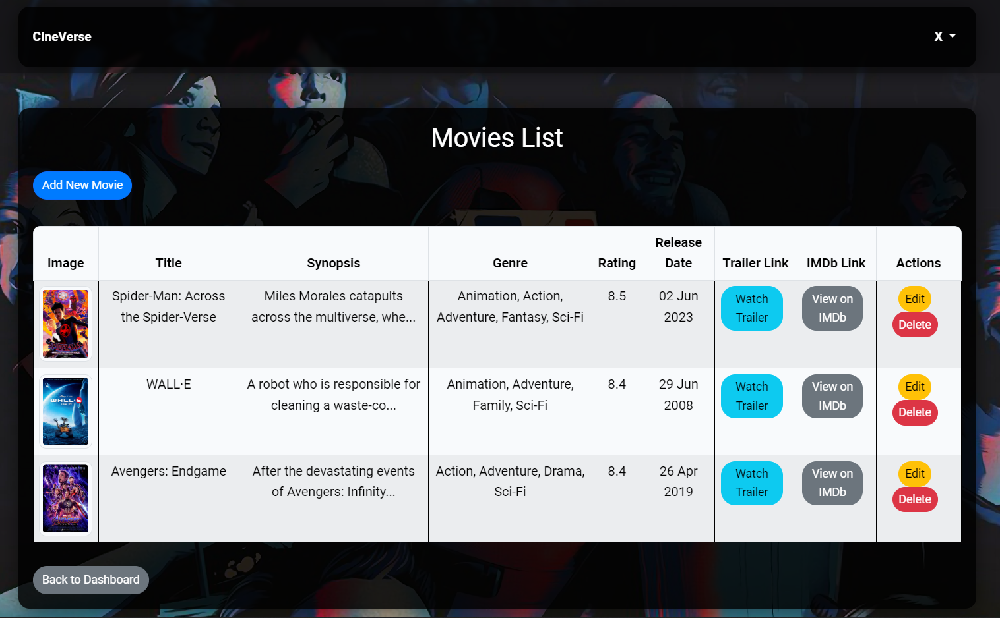 CineVerse
X
Movies List
Add New Movie
Release
Image Title Synopsis Genre Rating Date Trailer Link IMDb Link Actions
Spider-Man: Across Miles Morales catapults Animation, Action, 8.5 02 Jun Watch View on Edit
the Spider-Verse across the multiverse, whe... Adventure, Fantasy, Sci-Fi 2023 Trailer IMDb Delete
WALL·E A robot who is responsible for Animation, Adventure, 8.4 29 Jun Watch View on Edit
cleaning a waste-co... Family, Sci-Fi 2008 Trailer IMDb Delete
WALL·E
Avengers: Endgame After the devastating events Action, Adventure, Drama, 8.4 26 Apr Watch View on Edit
of Avengers: Infinity... Sci-Fi 2019 Trailer IMDb Delete
Back to Dashboard